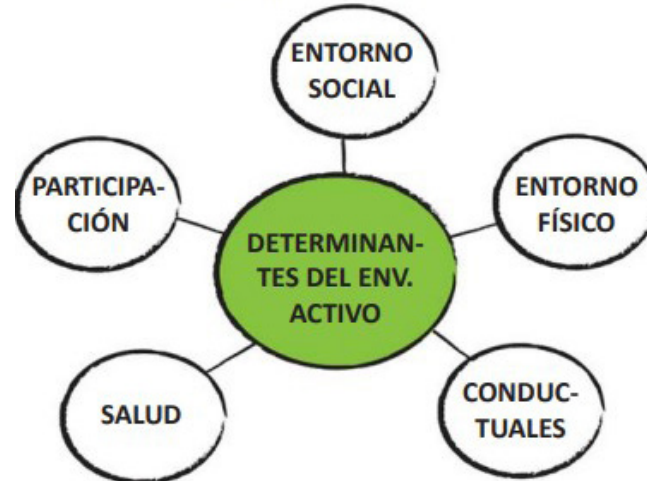 ENTORNO
SOCIAL
PARTICIPA-
CIÓN
ENTORNO
FÍSICO
DETERMINAN-
TES DEL ENV.
ACTIVO
SALUD
CONDUC-
TUALES